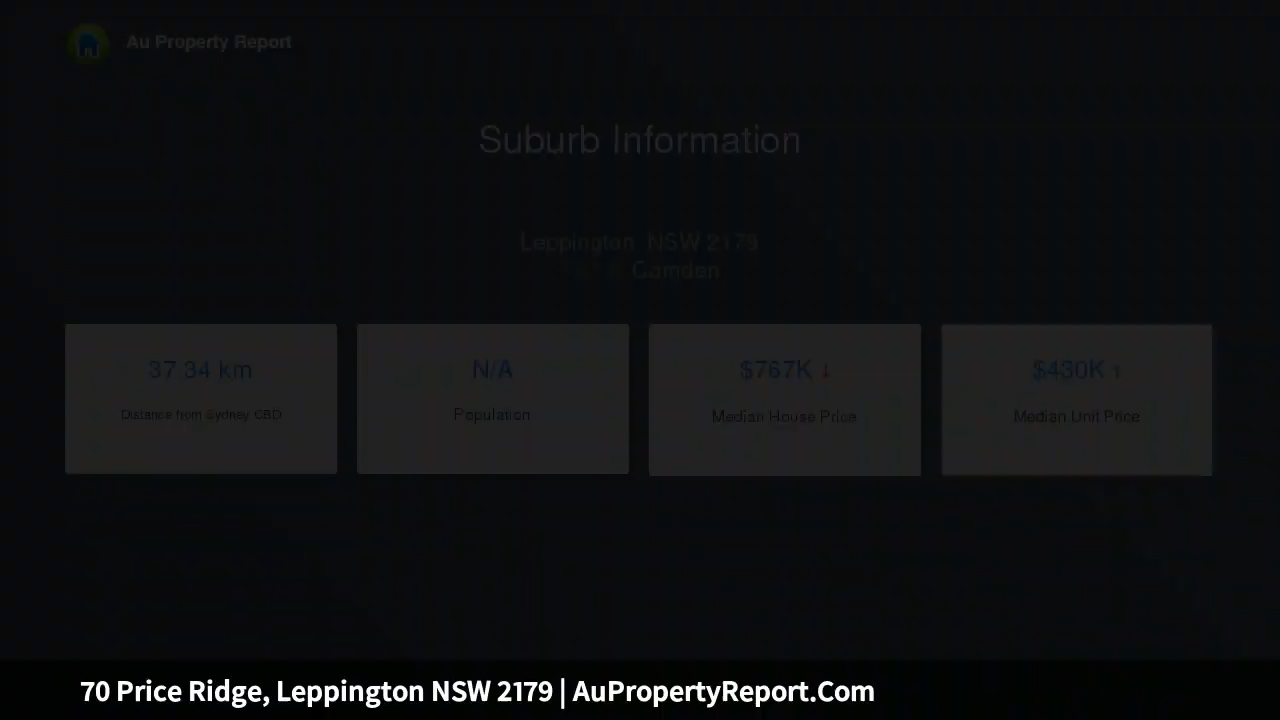 Au Property Report
Suburb Information
Leppington NSW 2179
Camden
37.34 km
Distance from Sydney CBD
N/A
Population
$767K ↓
Median House Price
$430K ↑
Median Unit Price
70 Price Ridge, Leppington NSW 2179 | AuPropertyReport.Com